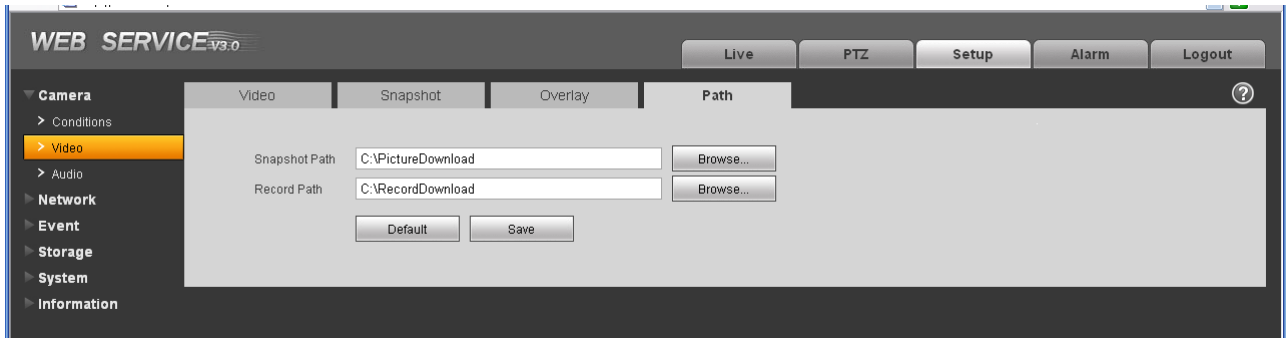 WEB SERVICE V3.0
Live PTZ Setup Alarm Logout
Camera
Video Snapshot Overlay Path ?
> Conditions
> Video
> Audio
Snapshot Path C:\PictureDownload Browse...
Record Path C:\RecordDownload Browse...
Default Save
Network
Event
Storage
System
Information